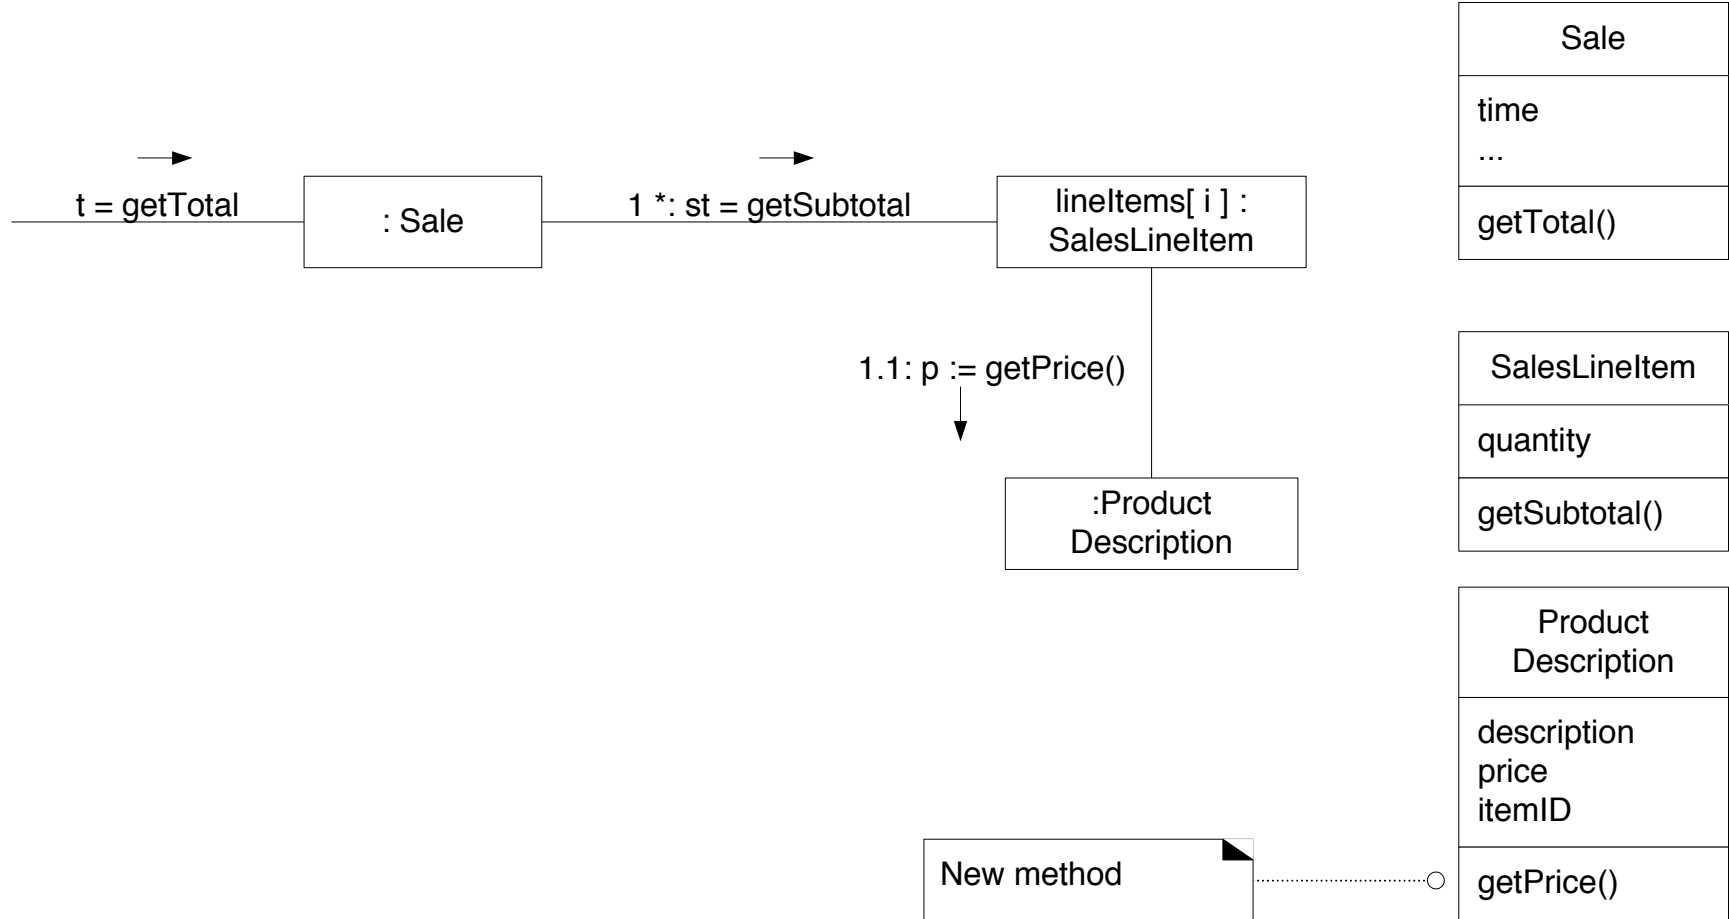 t = getTotal
: Sale
1 *: st = getSubtotal
lineItems[ i ] :
SalesLineItem
1.1: p := getPrice()
:Product
Description
Sale
time
...
getTotal()
SalesLineItem
quantity
getSubtotal()
Product
Description
description
price
itemID
getPrice()
New method